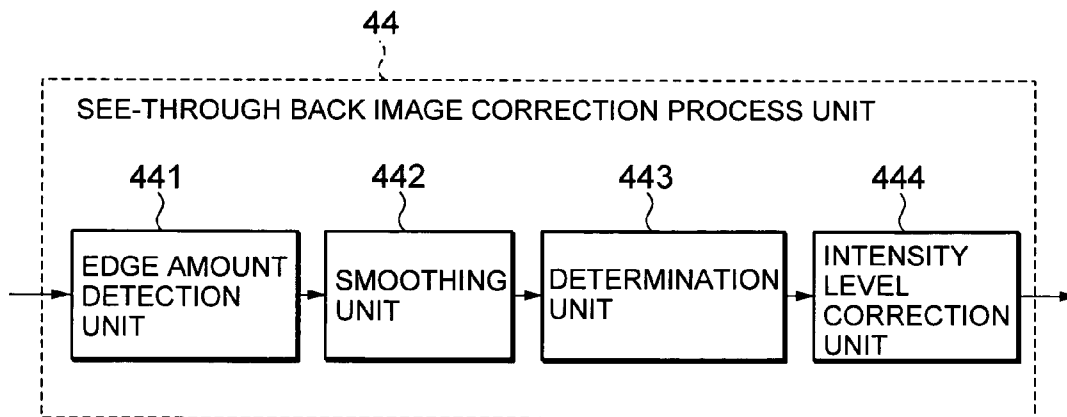 44
SEE-THROUGH BACK IMAGE CORRECTION PROCESS UNIT
441
442
443
444
EDGE AMOUNT
DETECTION
UNIT
SMOOTHING
UNIT
DETERMINATION
UNIT
INTENSITY
LEVEL
CORRECTION
UNIT